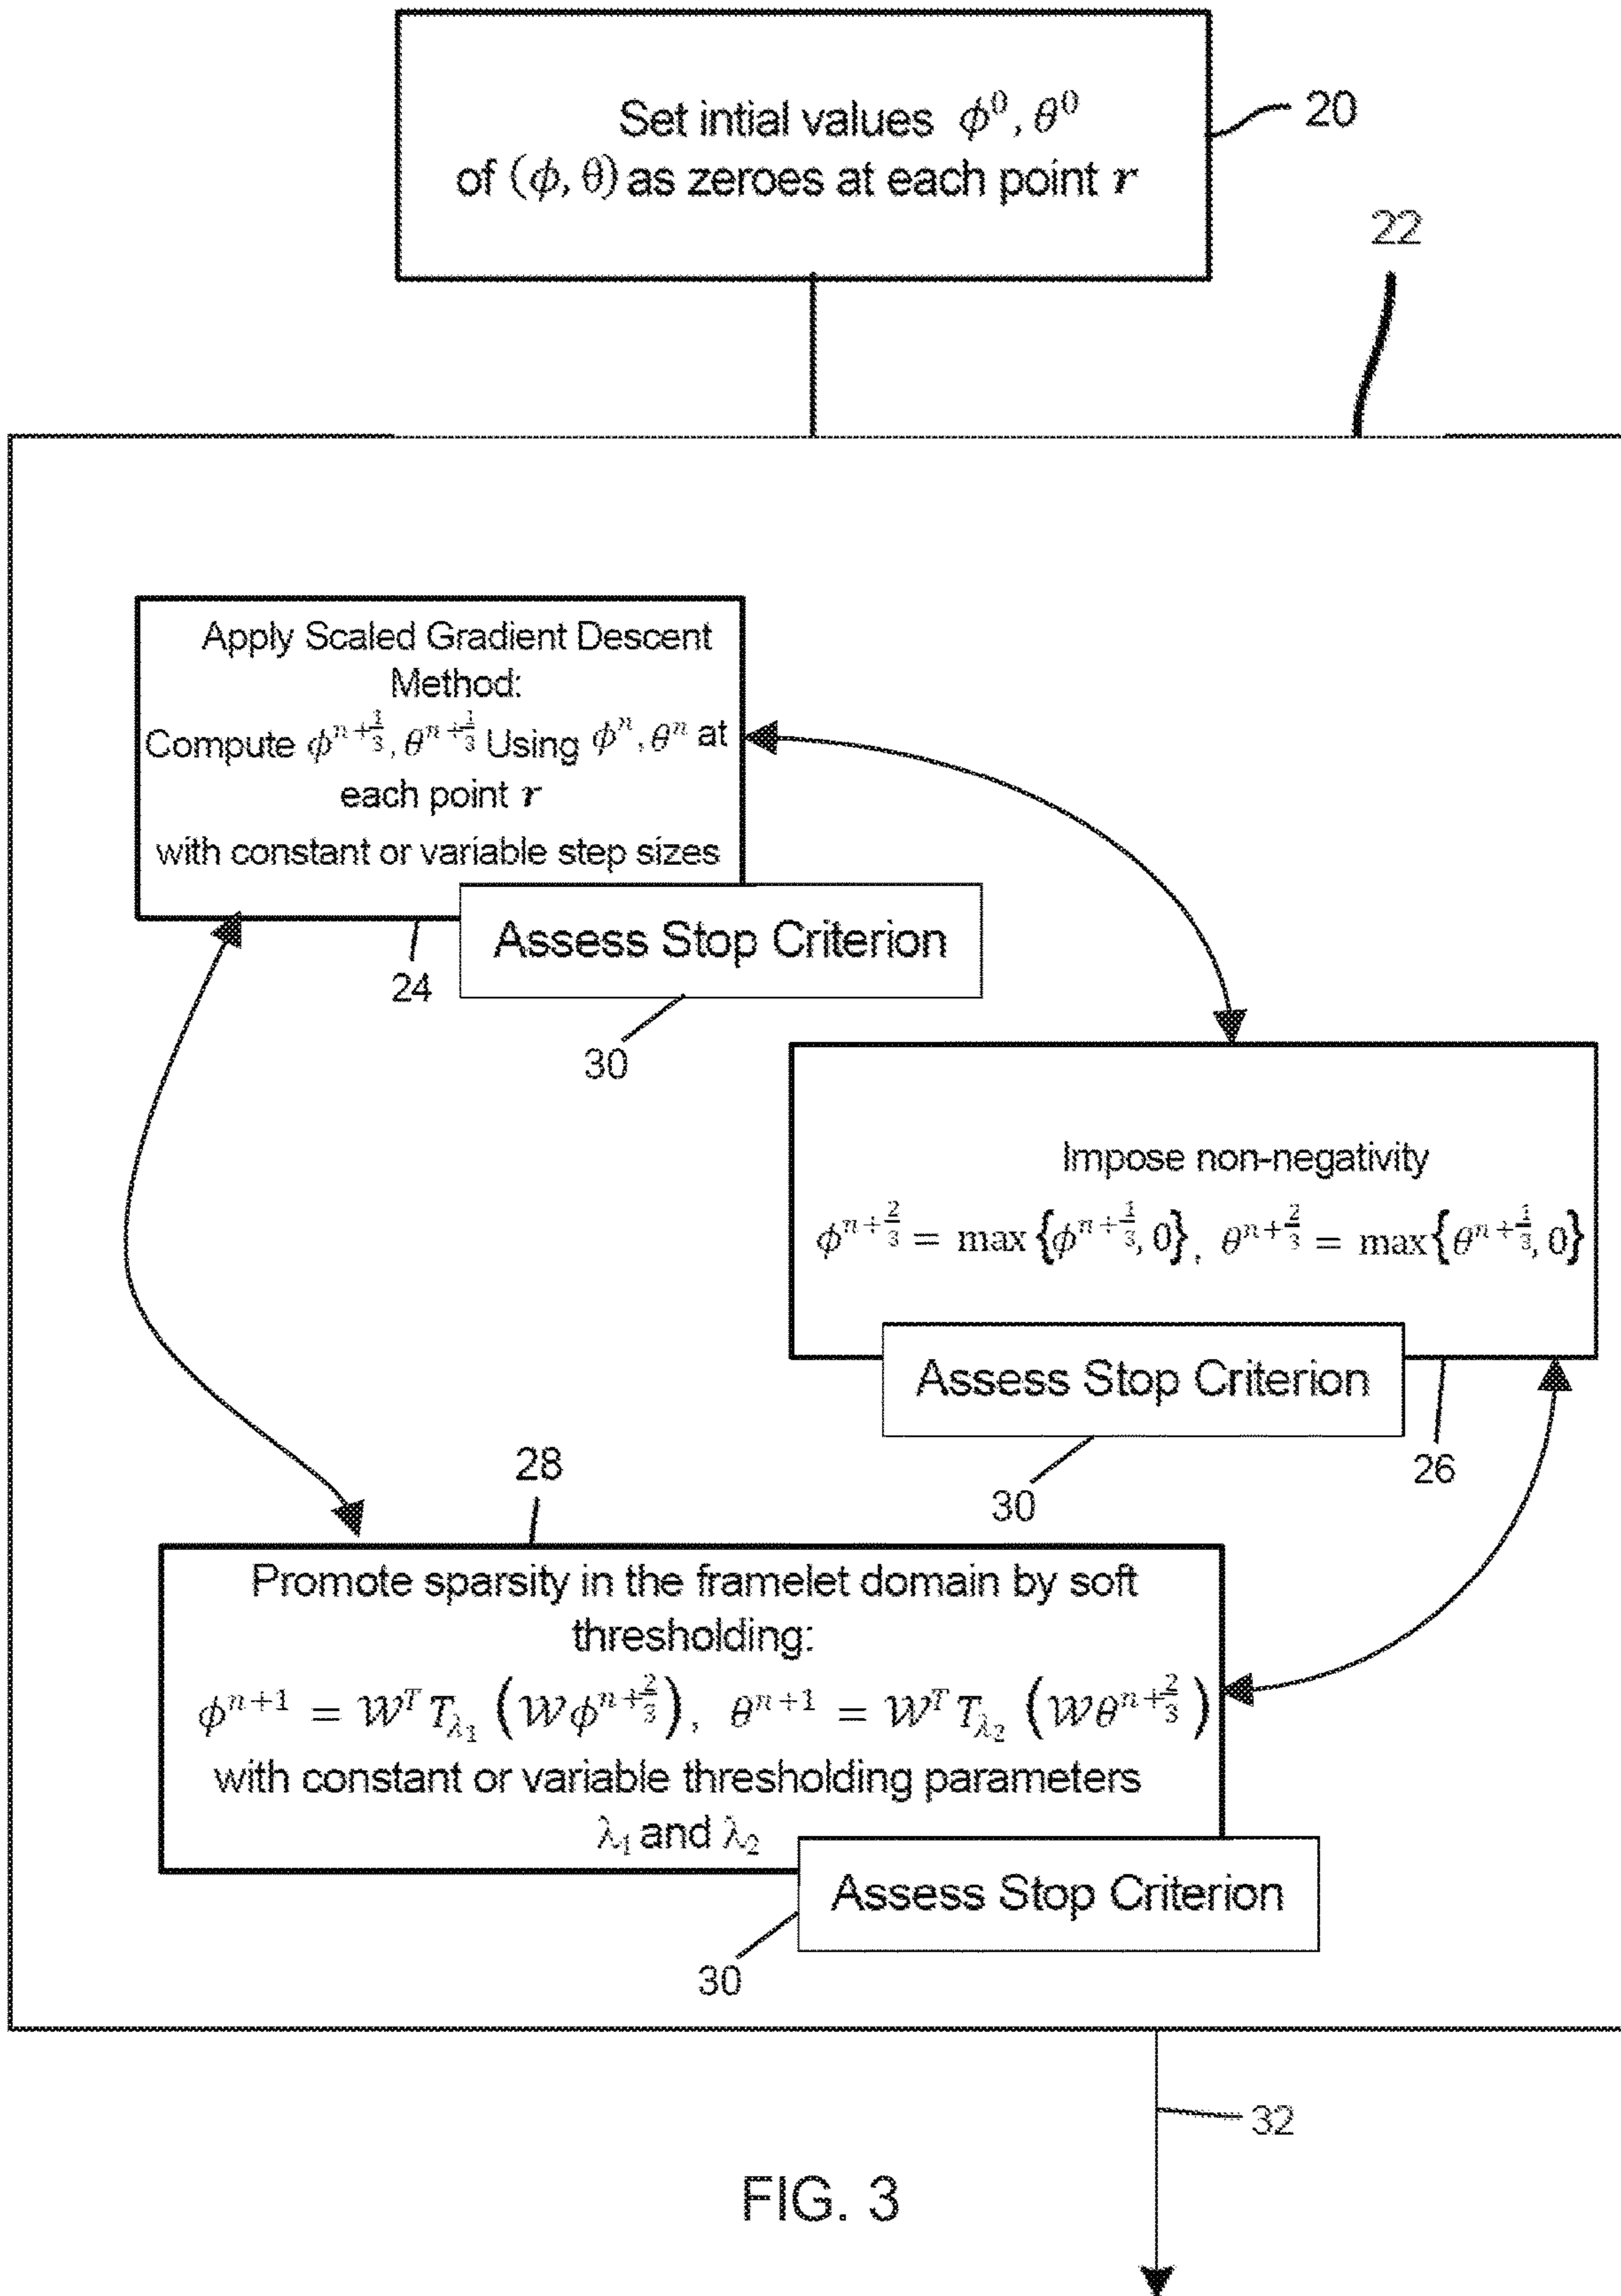 Set intial values ϕ⁰, θ⁰
of (ϕ, θ) as zeroes at each point r
20
22
Apply Scaled Gradient Descent
Method:
Compute ϕ^{n+1/3}, θ^{n+1/3} Using ϕ^n, θ^n at
each point r
with constant or variable step sizes
Assess Stop Criterion
24
30
Impose non-negativity
ϕ^{n+2/3} = max{ϕ^{n+1/3}, 0}, θ^{n+2/3} = max{θ^{n+1/3}, 0}
Assess Stop Criterion
26
30
28
Promote sparsity in the framelet domain by soft
thresholding:
ϕ^{n+1} = 𝒲^T T_{λ₁} (𝒲ϕ^{n+2/3}), θ^{n+1} = 𝒲^T T_{λ₂} (𝒲θ^{n+2/3})
with constant or variable thresholding parameters
λ₁ and λ₂
Assess Stop Criterion
30
32
FIG. 3